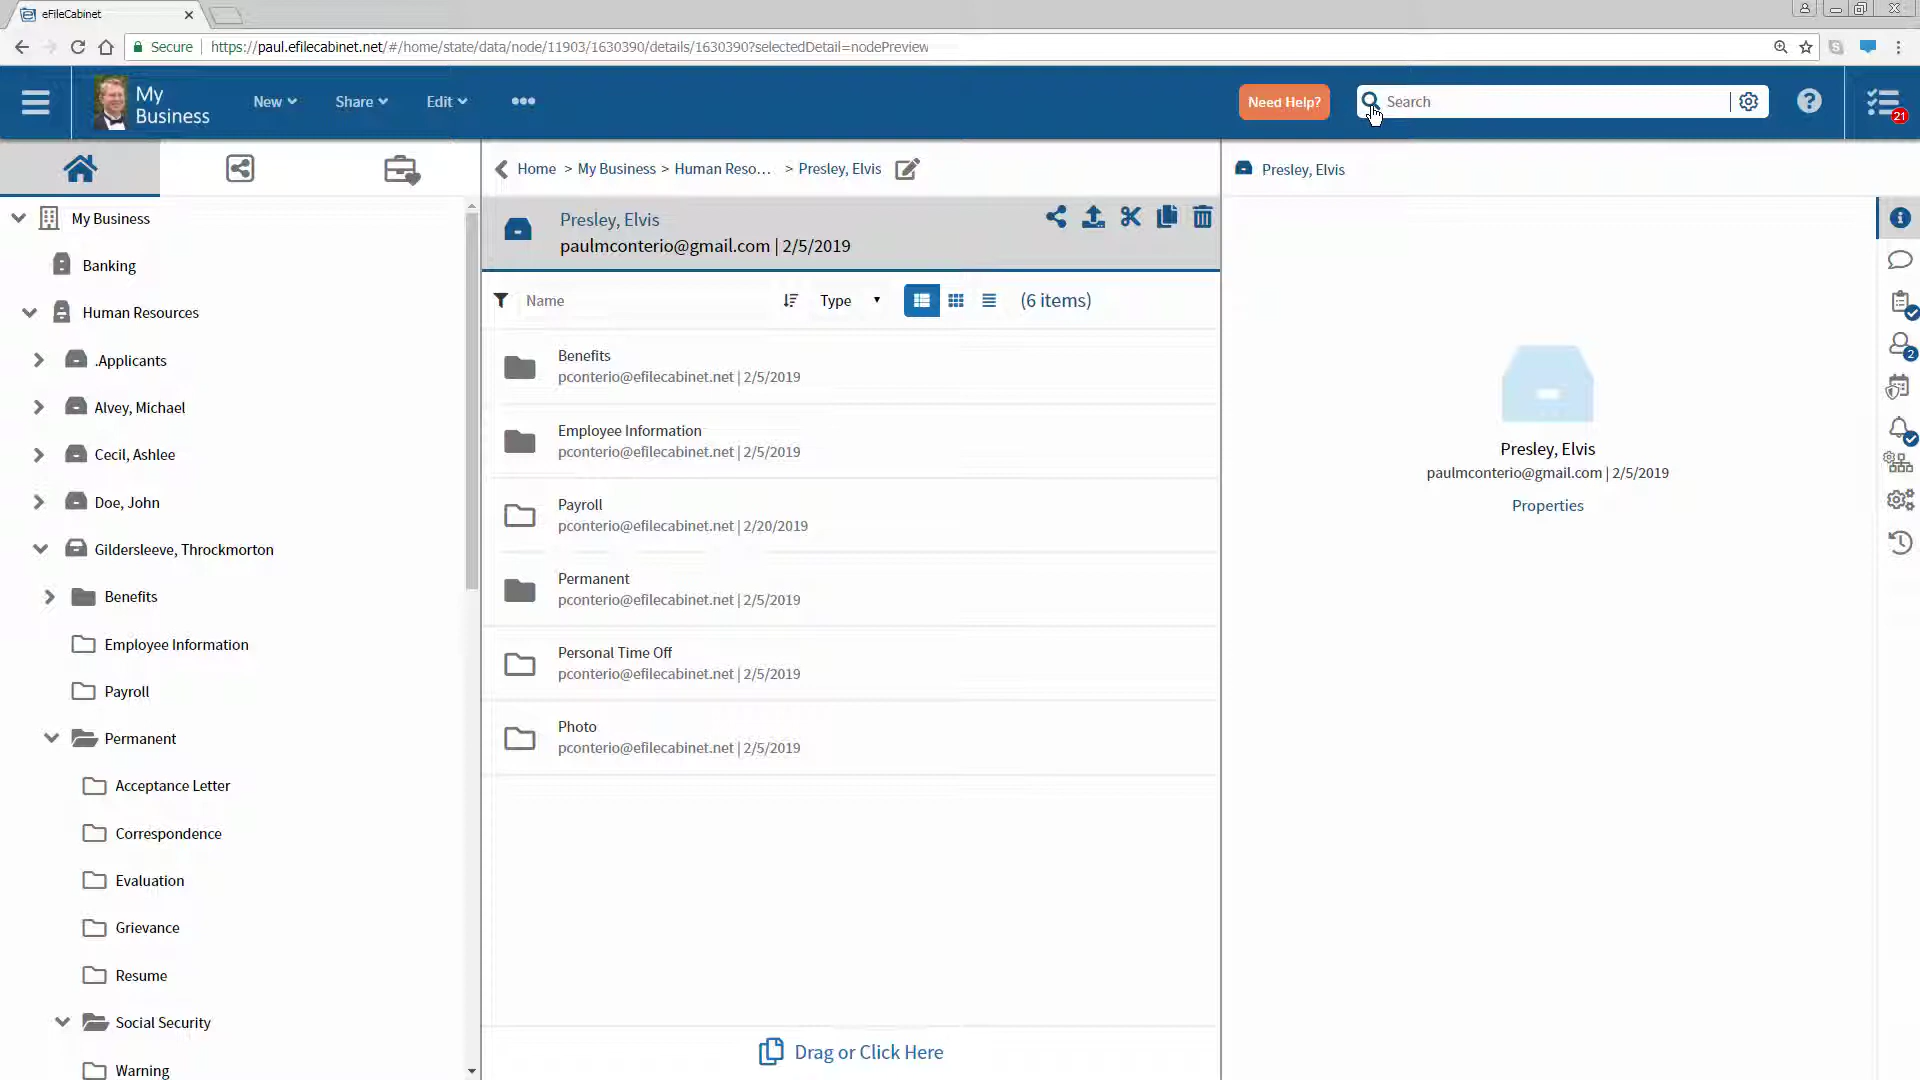 eFileCabinet
Secure
https://paul.efilecabinet.net/#/home/state/data/node/11903/1630390/details/1630390?selectedDetail=nodePreview
My Business
New
Share
Edit
Need Help?
Search
?
21
Home > My Business > Human Reso... > Presley, Elvis
Presley, Elvis
My Business
Banking
Human Resources
.Applicants
Alvey, Michael
Cecil, Ashlee
Doe, John
Gildersleeve, Throckmorton
Benefits
Employee Information
Payroll
Permanent
Acceptance Letter
Correspondence
Evaluation
Grievance
Resume
Social Security
Warning
Presley, Elvis
paulmconterio@gmail.com | 2/5/2019
Name
Type
(6 items)
Benefits
pconterio@efilecabinet.net | 2/5/2019
Employee Information
pconterio@efilecabinet.net | 2/5/2019
Payroll
pconterio@efilecabinet.net | 2/20/2019
Permanent
pconterio@efilecabinet.net | 2/5/2019
Personal Time Off
pconterio@efilecabinet.net | 2/5/2019
Photo
pconterio@efilecabinet.net | 2/5/2019
Drag or Click Here
Presley, Elvis
paulmconterio@gmail.com | 2/5/2019
Properties
2